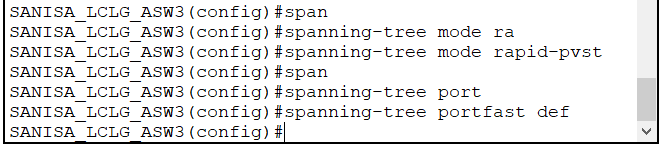 SANISA_LCLG_ASW3(config)#span
SANISA_LCLG_ASW3(config)#spanning-tree mode ra
SANISA_LCLG_ASW3(config)#spanning-tree mode rapid-pvst
SANISA_LCLG_ASW3(config)#span
SANISA_LCLG_ASW3(config)#spanning-tree port
SANISA_LCLG_ASW3(config)#spanning-tree portfast def
SANISA_LCLG_ASW3(config)#